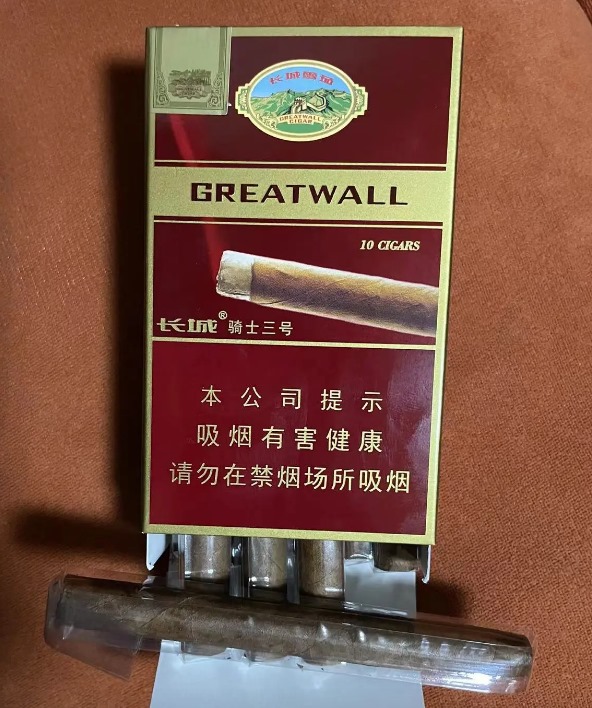 长城雪茄
GREATWALL
CIGAR
GREATWALL
10 CIGARS
长城® 骑士三号
本公司提示
吸烟有害健康
请勿在禁烟场所吸烟